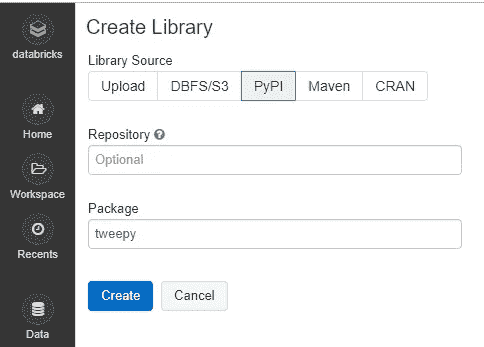 databricks
Home
Workspace
Recents
Data
Create Library
Library Source
Upload DBFS/S3 PyPI Maven CRAN
Repository ?
Optional
Package
tweepy
Create Cancel